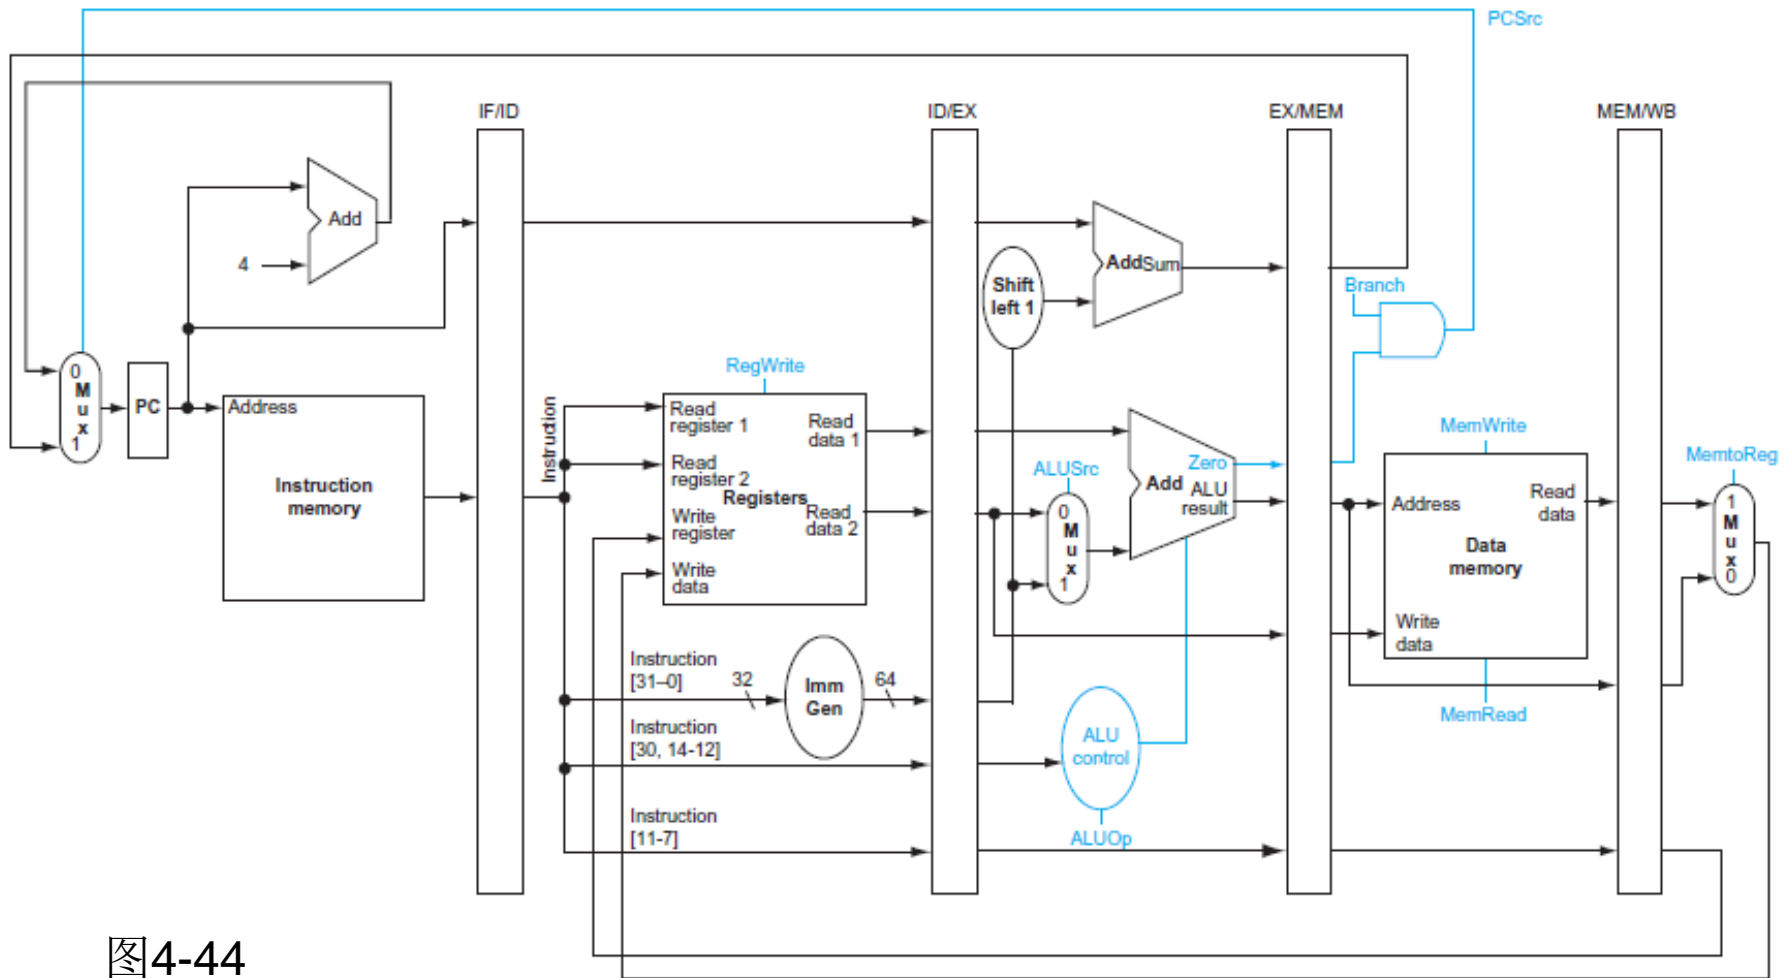 PCSrc
IF/ID
ID/EX
EX/MEM
MEM/WB
Add
4
Shift
left 1
AddSum
Branch
0
M
u
x
1
PC
Address
Instruction
memory
Instruction
RegWrite
Read
register 1
Read
data 1
Read
register 2
Registers
Write
register
Read
data 2
Write
data
ALUSrc
0
M
u
x
1
Zero
Add
ALU
result
MemWrite
Address
Read
data
Data
memory
Write
data
MemRead
MemtoReg
1
M
u
x
0
Instruction
[31–0]
32
Imm
Gen
64
Instruction
[30, 14-12]
ALU
control
Instruction
[11-7]
ALUOp
图4-44